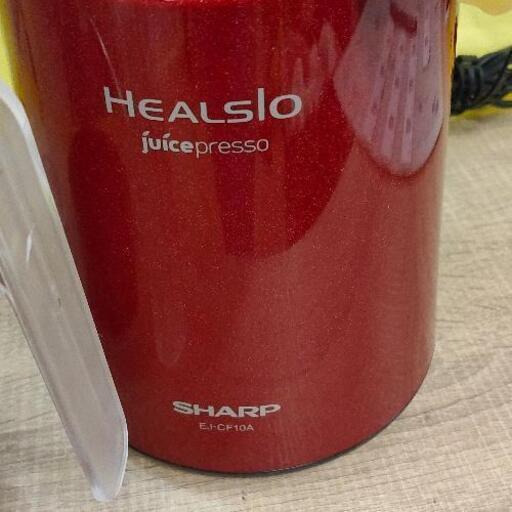 HEALSIO
juicepresso
SHARP
EJ-CF10A